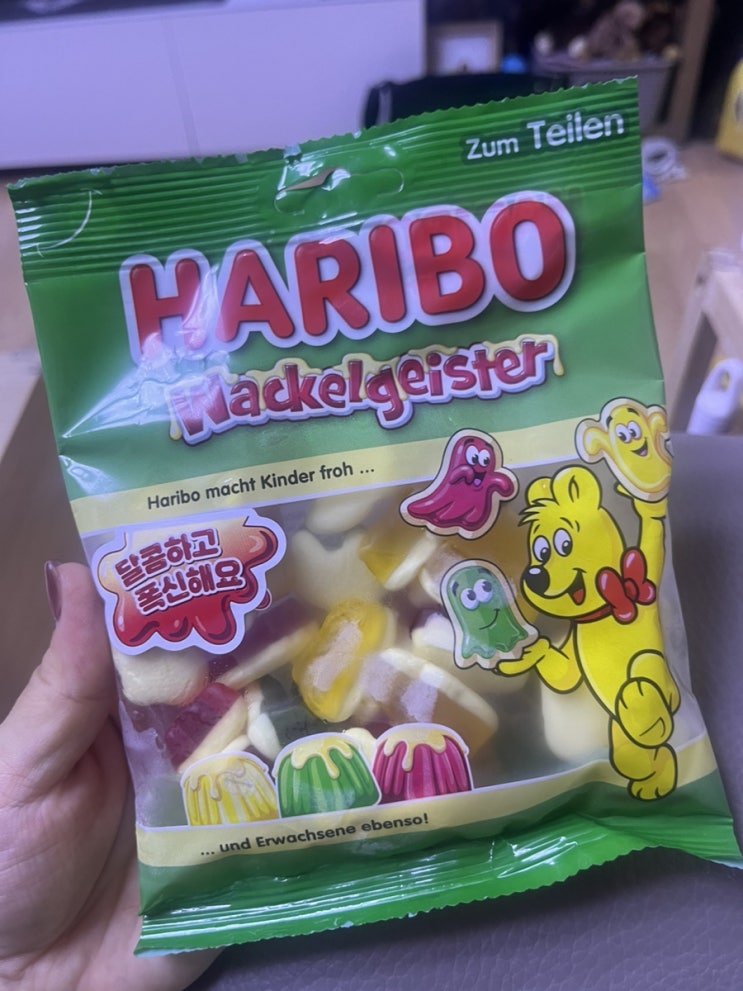 Zum Teilen
HARIBO
Wackelgeister
Haribo macht Kinder froh ...
달콤하고
폭신해요
... und Erwachsene ebenso!